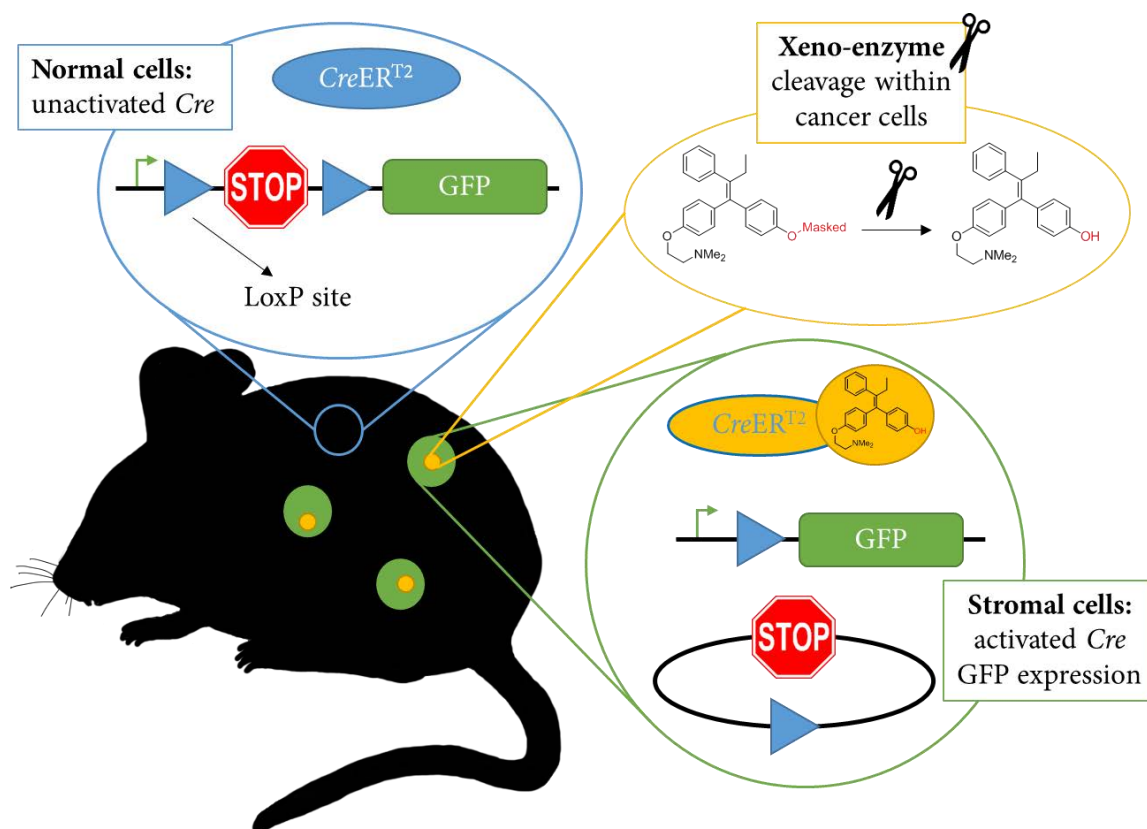 Normal cells:
unactivated Cre
CreERᵀ²
STOP
GFP
LoxP site
Xeno-enzyme
cleavage within
cancer cells
O
Masked
O
NMe2
OH
O
NMe2
CreERᵀ²
OH
O
NMe2
GFP
STOP
Stromal cells:
activated Cre
GFP expression